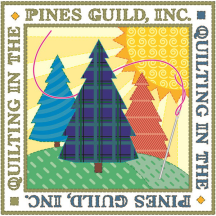 PINES GUILD, INC.
QUILTING IN THE
QUILTING IN THE
PINES GUILD, INC.